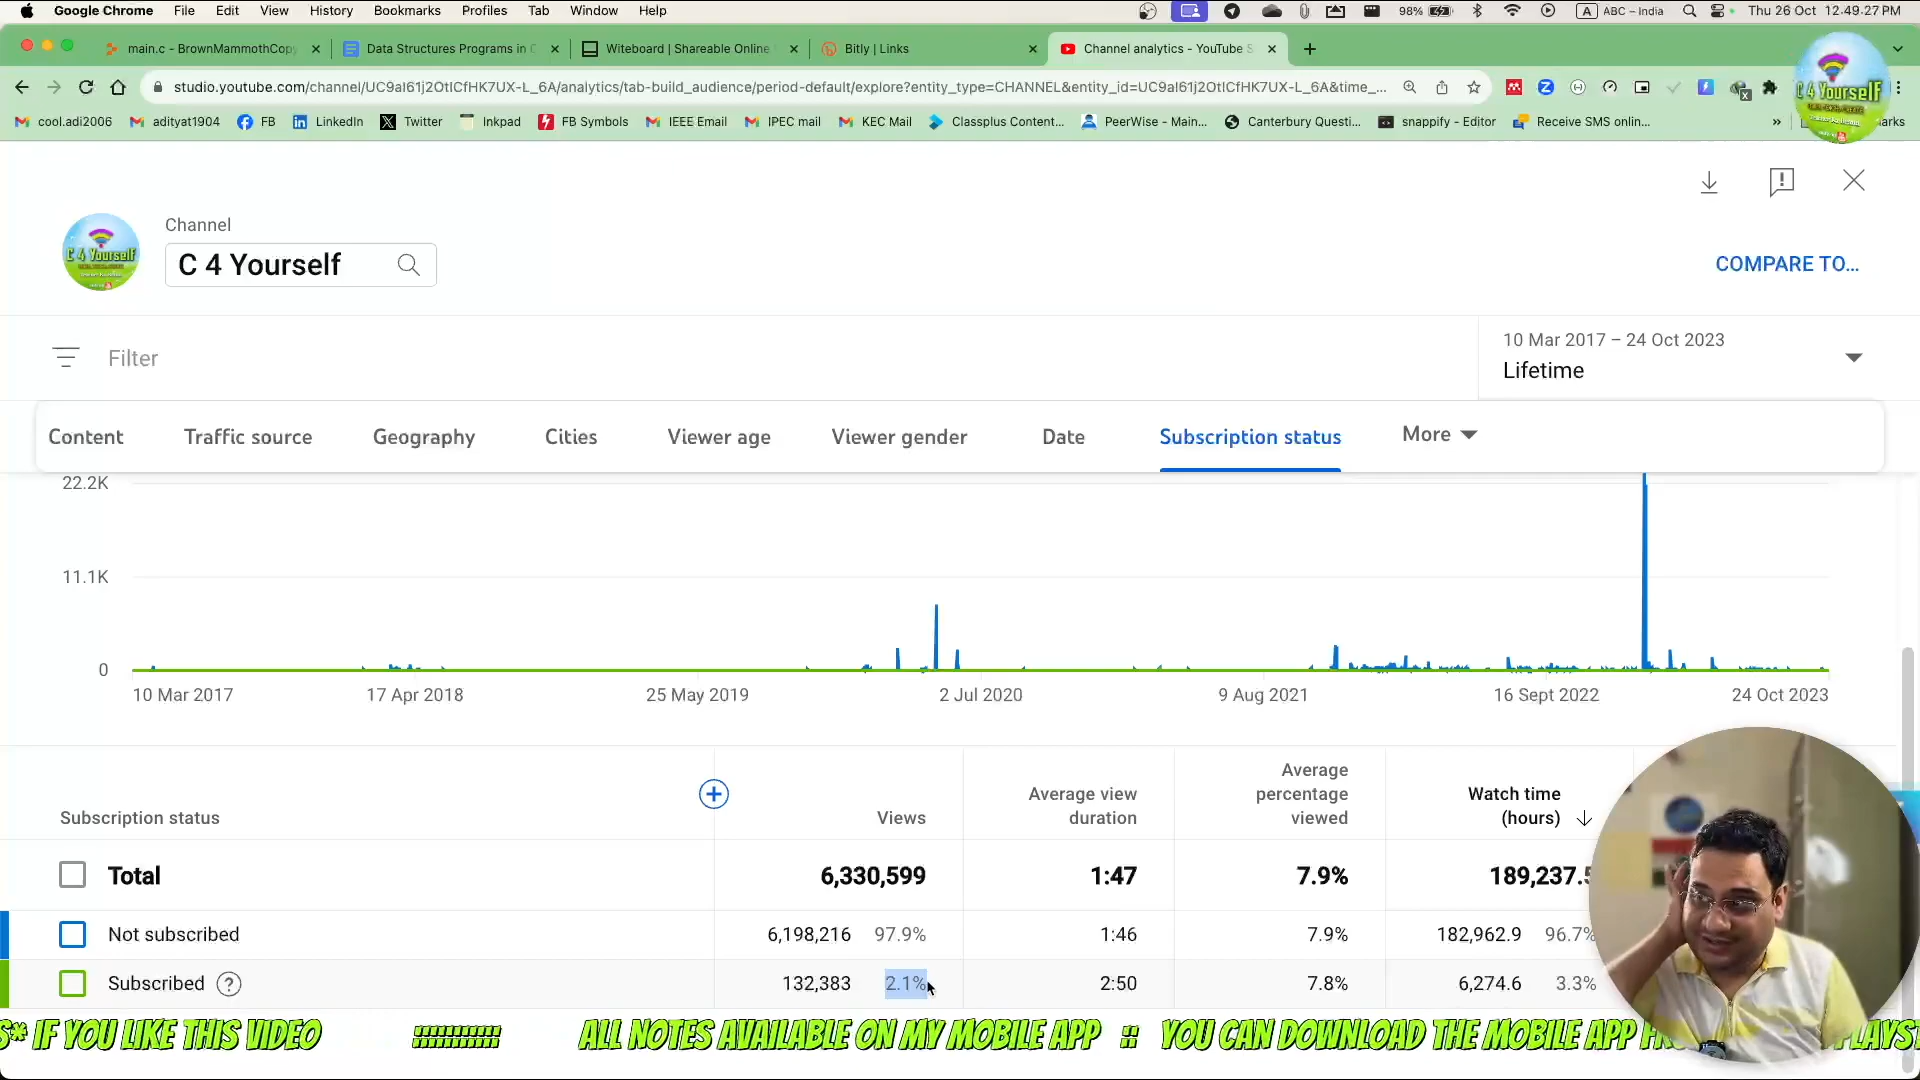 Google Chrome File Edit View History Bookmarks Profiles Tab Window Help 98% A ABC – India Thu 26 Oct 12.49.27 PM
main.c - BrownMammothCopy Data Structures Programs in C Witeboard | Shareable Online Bitly | Links Channel analytics - YouTube S
studio.youtube.com/channel/UC9al61j2OtICfHK7UX-L_6A/analytics/tab-build_audience/period-default/explore?entity_type=CHANNEL&entity_id=UC9al61j2OtICfHK7UX-L_6A&time_...
cool.adi2006 adityat1904 FB LinkedIn Twitter Inkpad FB Symbols IEEE Email IPEC mail KEC Mail Classplus Content... PeerWise - Main... Canterbury Questi... snappify - Editor Receive SMS onlin... » arks
C 4 Yourself
Channel
C 4 Yourself
C 4 Yourself
COMPARE TO...
Filter
10 Mar 2017 – 24 Oct 2023
Lifetime
Content Traffic source Geography Cities Viewer age Viewer gender Date Subscription status More
22.2K
11.1K
0
10 Mar 2017 17 Apr 2018 25 May 2019 2 Jul 2020 9 Aug 2021 16 Sept 2022 24 Oct 2023
Subscription status Views Average view duration Average percentage viewed Watch time (hours)
Total 6,330,599 1:47 7.9% 189,237.5
Not subscribed 6,198,216 97.9% 1:46 7.9% 182,962.9 96.7%
Subscribed ? 132,383 2.1% 2:50 7.8% 6,274.6 3.3%
S* IF YOU LIKE THIS VIDEO ######### ALL NOTES AVAILABLE ON MY MOBILE APP :: YOU CAN DOWNLOAD THE MOBILE APP FR PLAYS